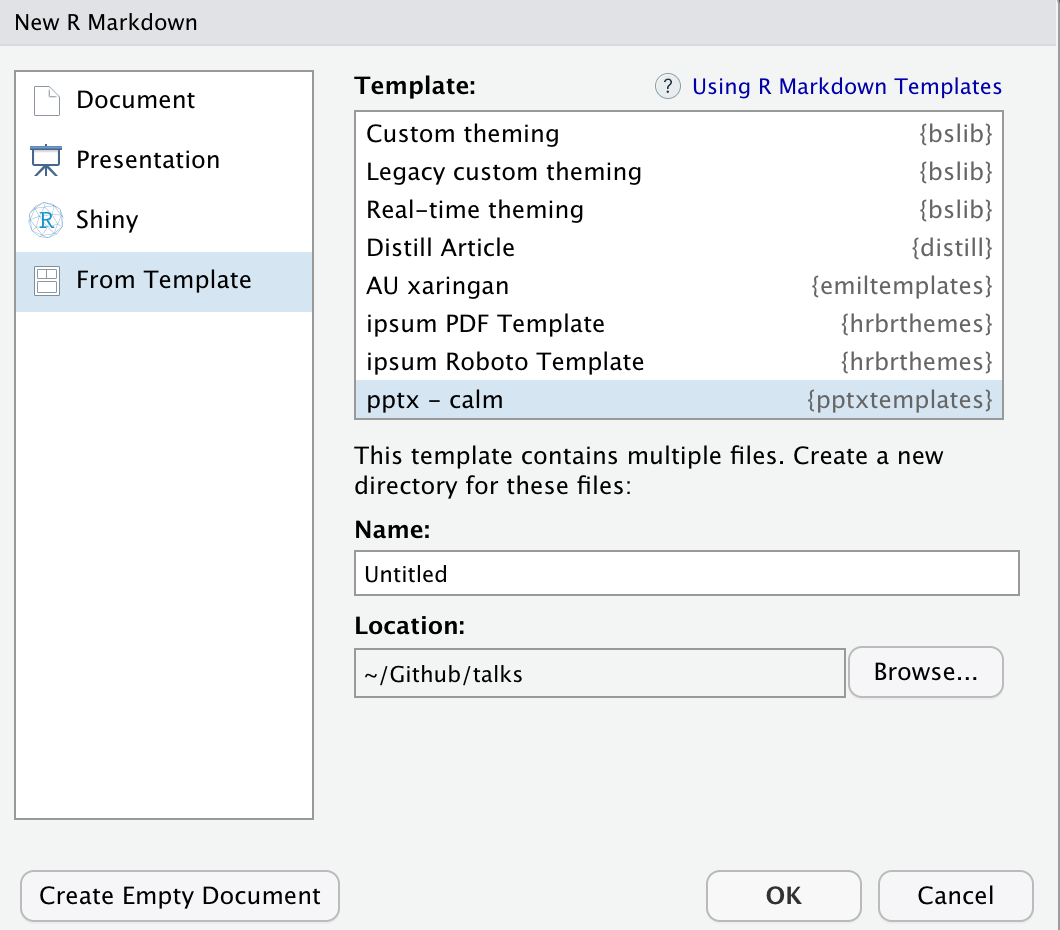 New R Markdown
Document
Presentation
R Shiny
From Template
Template:
? Using R Markdown Templates
Custom theming {bslib}
Legacy custom theming {bslib}
Real-time theming {bslib}
Distill Article {distill}
AU xaringan {emiltemplates}
ipsum PDF Template {hrbrthemes}
ipsum Roboto Template {hrbrthemes}
pptx - calm {pptxtemplates}
This template contains multiple files. Create a new
directory for these files:
Name:
Untitled
Location:
~/Github/talks
Browse...
Create Empty Document
OK
Cancel